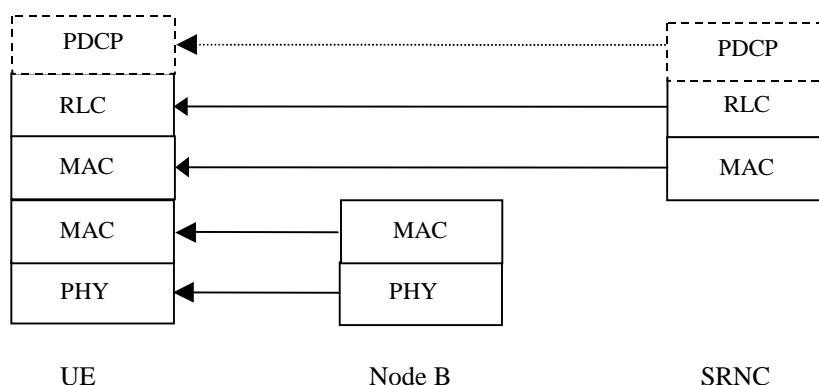 PDCP PDCP
RLC RLC
MAC MAC
MAC MAC
PHY PHY
UE Node B SRNC